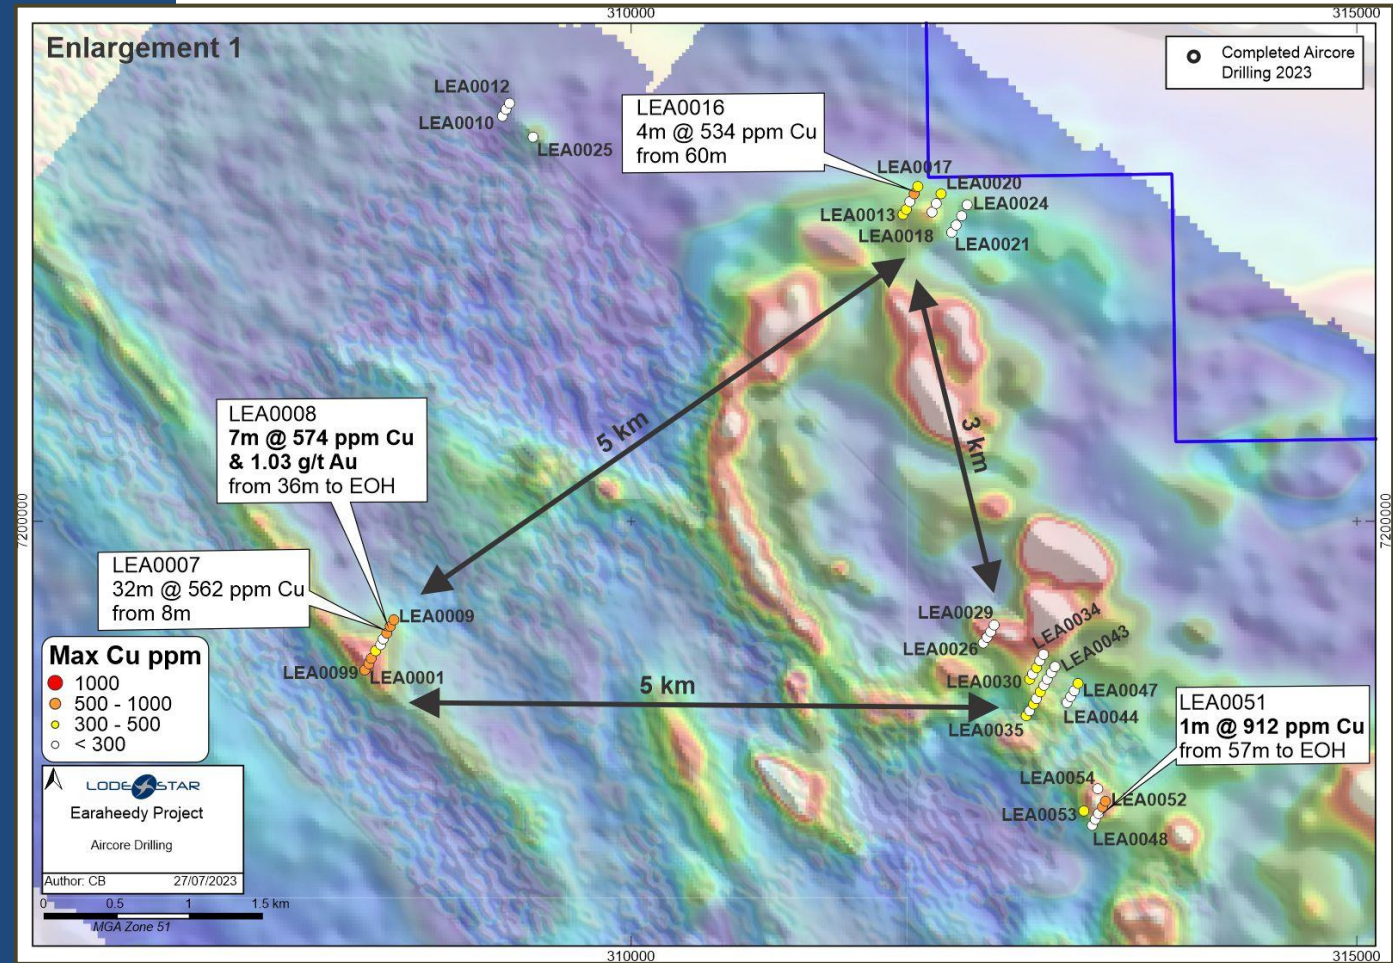 310000
315000
Enlargement 1
Completed Aircore
Drilling 2023
LEA0012
LEA0010
LEA0025
LEA0016
4m @ 534 ppm Cu
from 60m
LEA0017
LEA0020
LEA0024
LEA0013
LEA0018
LEA0021
5 km
3 km
LEA0008
7m @ 574 ppm Cu
& 1.03 g/t Au
from 36m to EOH
7200000
7200000
LEA0007
32m @ 562 ppm Cu
from 8m
LEA0009
LEA0099
LEA0001
LEA0029
LEA0026
LEA0034
LEA0043
LEA0030
LEA0047
LEA0044
LEA0035
5 km
LEA0051
1m @ 912 ppm Cu
from 57m to EOH
LEA0054
LEA0052
LEA0053
LEA0048
Max Cu ppm
1000
500 - 1000
300 - 500
< 300
LODESTAR
Earaheedy Project
Aircore Drilling
Author: CB
27/07/2023
0 0.5 1 1.5 km
MGA Zone 51
310000
315000